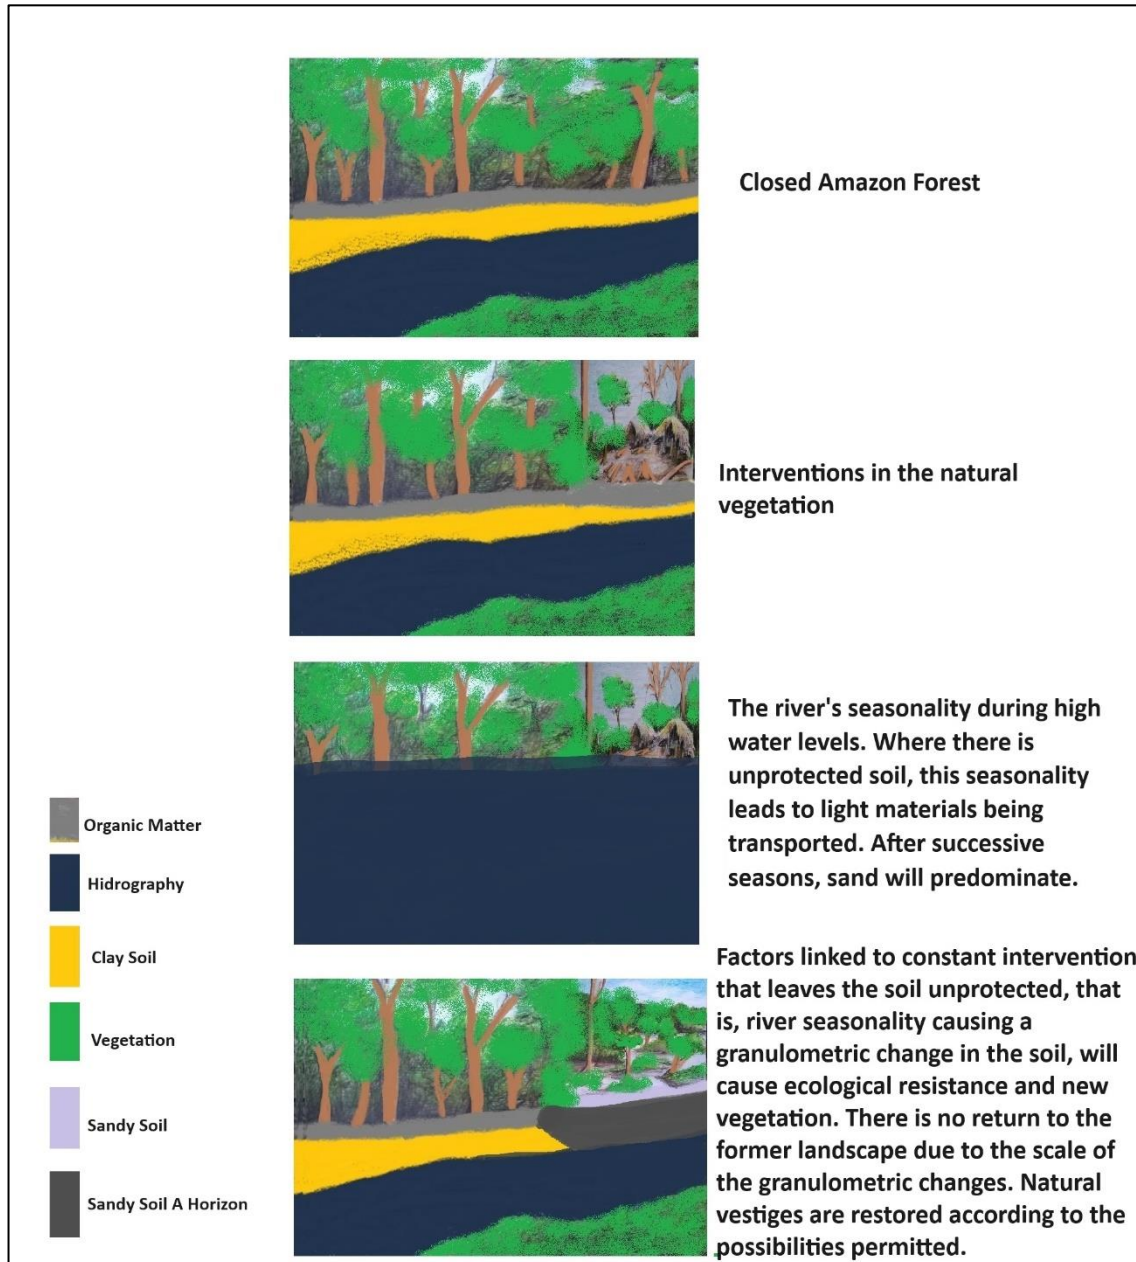 Closed Amazon Forest
Interventions in the natural
vegetation
The river's seasonality during high
water levels. Where there is
unprotected soil, this seasonality
leads to light materials being
transported. After successive
seasons, sand will predominate.
Factors linked to constant intervention
that leaves the soil unprotected, that
is, river seasonality causing a
granulometric change in the soil, will
cause ecological resistance and new
vegetation. There is no return to the
former landscape due to the scale of
the granulometric changes. Natural
vestiges are restored according to the
possibilities permitted.
Organic Matter
Hidrography
Clay Soil
Vegetation
Sandy Soil
Sandy Soil A Horizon